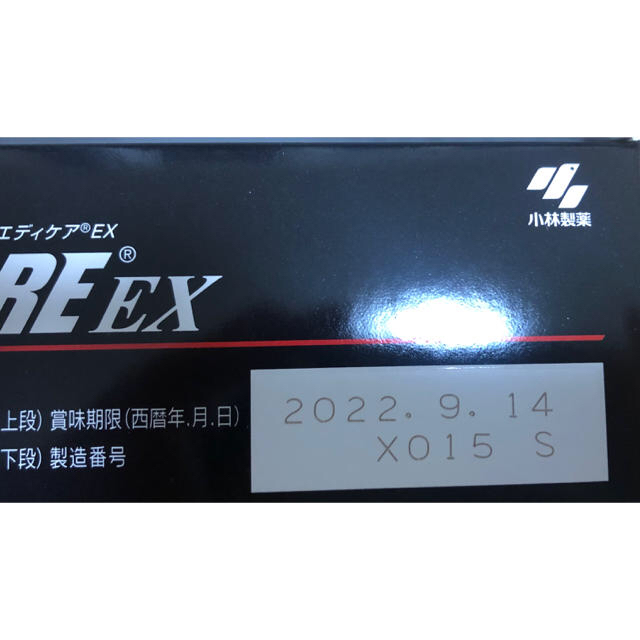 小林製薬
エディケア®EX
RE® EX
上段) 賞味期限(西暦年.月.日)
2022. 9. 14
下段) 製造番号
X015 S